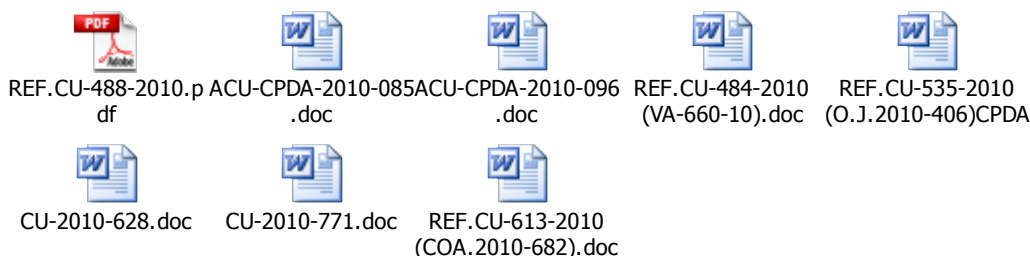 PDF
Adobe
REF.CU-488-2010.p ACU-CPDA-2010-085ACU-CPDA-2010-096 REF.CU-484-2010 REF.CU-535-2010
df .doc .doc (VA-660-10).doc (O.J.2010-406)CPDA
W W W W
W W W
CU-2010-628.doc CU-2010-771.doc REF.CU-613-2010
(COA.2010-682).doc